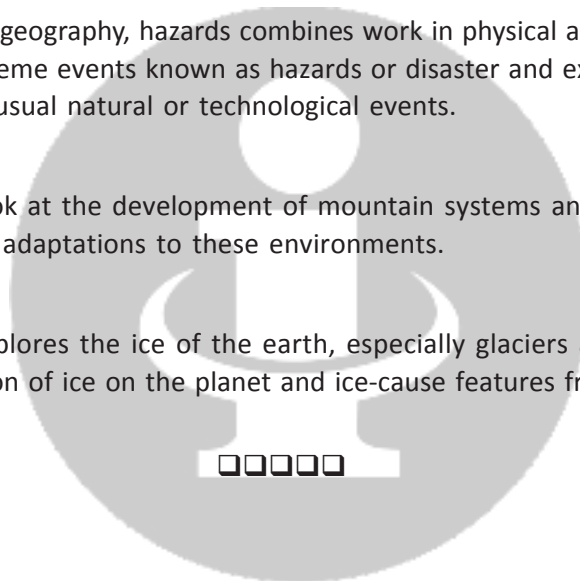 geography, hazards combines work in physical a
eme events known as hazards or disaster and ex
usual natural or technological events.
ok at the development of mountain systems an
adaptations to these environments.
plores the ice of the earth, especially glaciers
on of ice on the planet and ice-cause features fr
❑❑❑❑❑